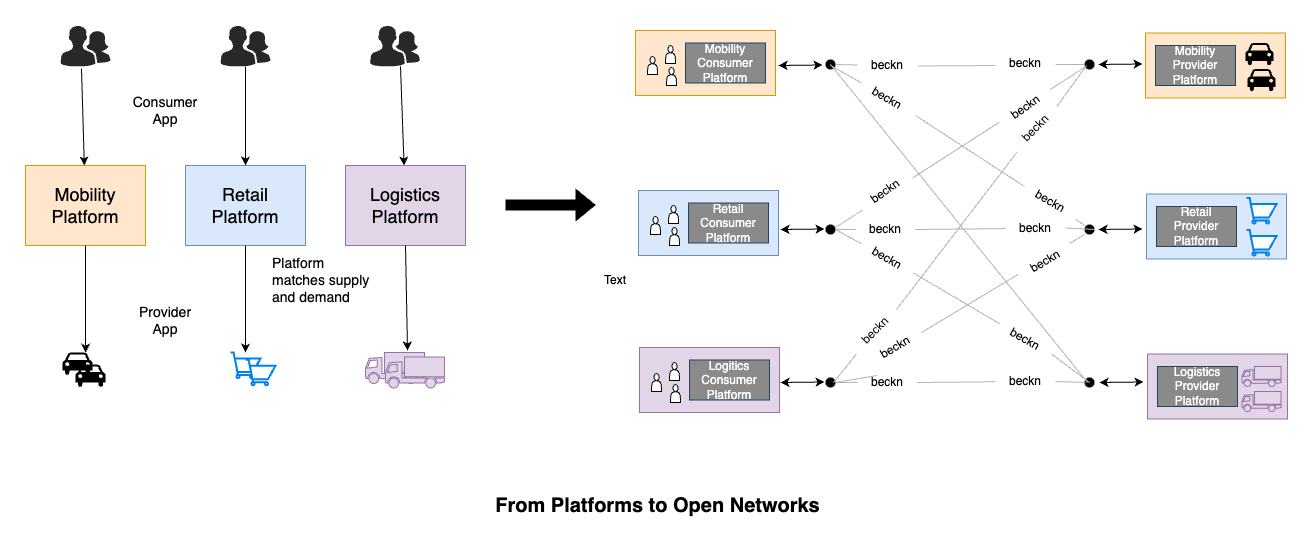 Consumer
App
Mobility
Platform
Retail
Platform
Logistics
Platform
Platform
matches supply
and demand
Provider
App
Text
Mobility
Consumer
Platform
beckn
beckn
beckn
beckn
beckn
Mobility
Provider
Platform
Retail
Consumer
Platform
beckn
beckn
beckn
beckn
beckn
beckn
Retail
Provider
Platform
Logitics
Consumer
Platform
beckn
beckn
beckn
beckn
beckn
beckn
Logistics
Provider
Platform
From Platforms to Open Networks